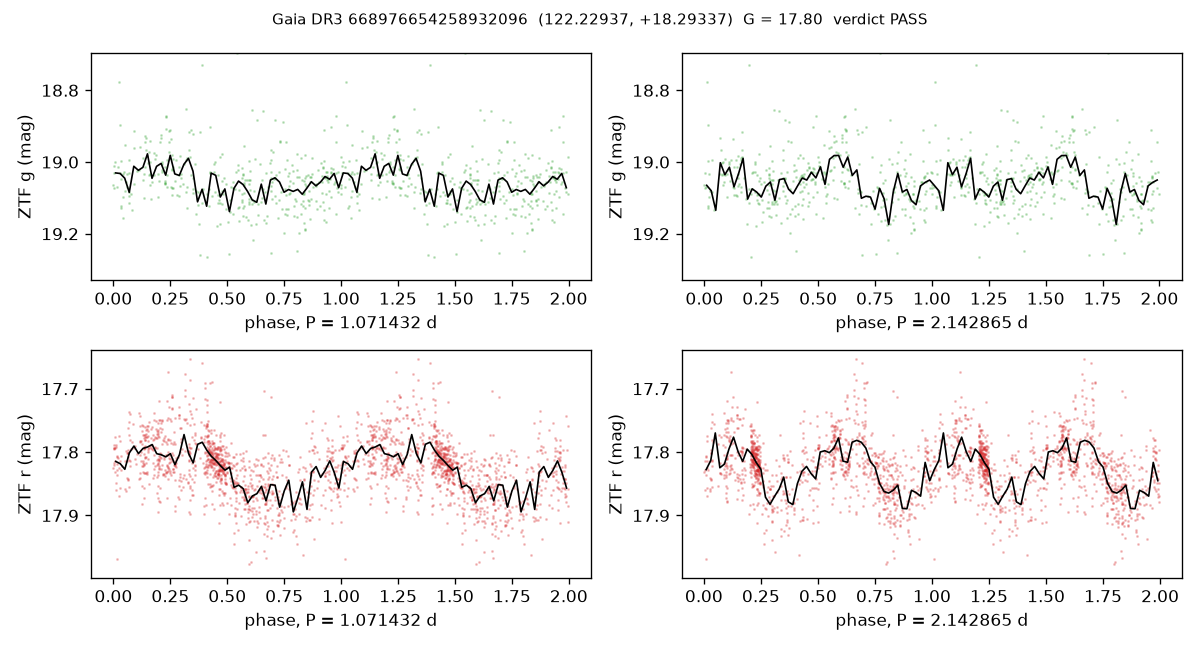 Gaia DR3 668976654258932096  (122.22937, +18.29337)  G = 17.80  verdict PASS
ZTF g (mag)
18.8
19.0
19.2
0.00 0.25 0.50 0.75 1.00 1.25 1.50 1.75 2.00
phase, P = 1.071432 d
ZTF g (mag)
18.8
19.0
19.2
0.00 0.25 0.50 0.75 1.00 1.25 1.50 1.75 2.00
phase, P = 2.142865 d
ZTF r (mag)
17.7
17.8
17.9
0.00 0.25 0.50 0.75 1.00 1.25 1.50 1.75 2.00
phase, P = 1.071432 d
ZTF r (mag)
17.7
17.8
17.9
0.00 0.25 0.50 0.75 1.00 1.25 1.50 1.75 2.00
phase, P = 2.142865 d